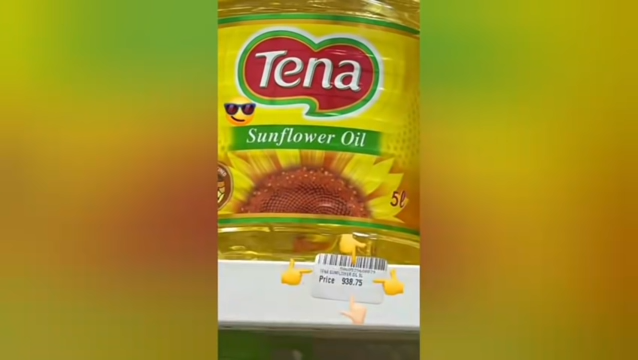 Tena
Sunflower Oil
5ℓ
TENA SUNFLOWER OIL 5L
Price 938.75